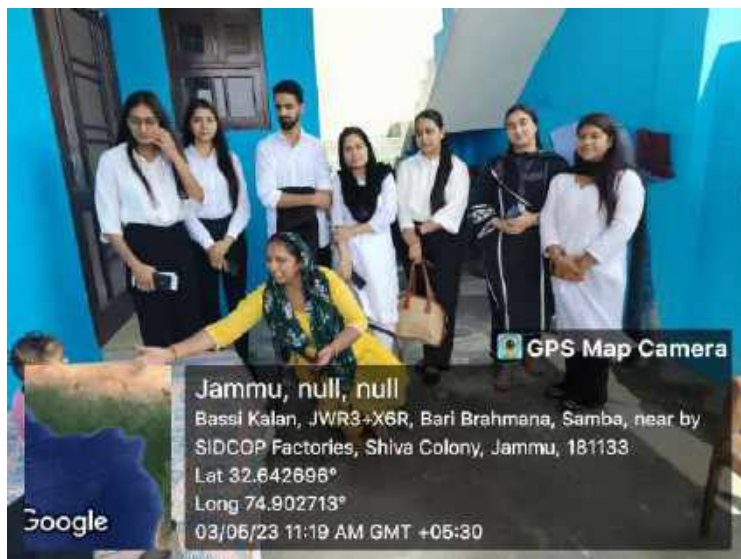 GPS Map Camera
Jammu, null, null
Bassi Kalan, JWR3+X6R, Bari Brahmana, Samba, near by
SIDCOP Factories, Shiva Colony, Jammu, 181133
Lat 32.642696°
Long 74.902713°
03/06/23 11:19 AM GMT +05:30
Google